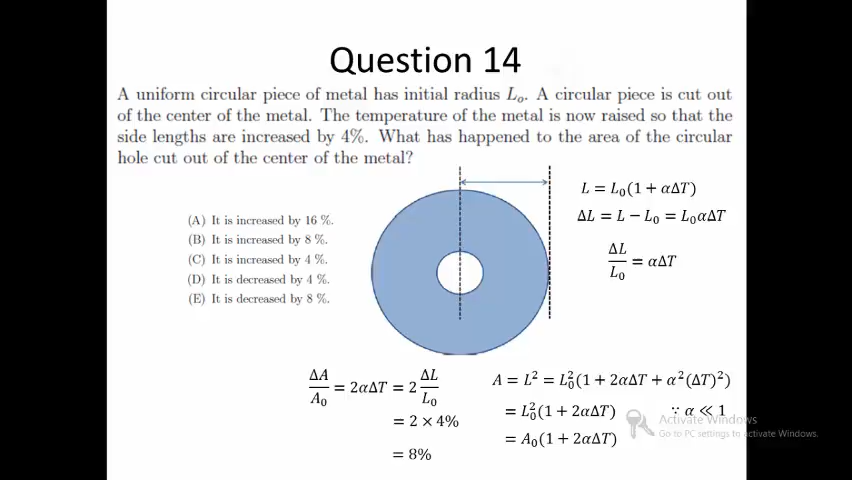 Question 14
A uniform circular piece of metal has initial radius Lₒ. A circular piece is cut out
of the center of the metal. The temperature of the metal is now raised so that the
side lengths are increased by 4%. What has happened to the area of the circular
hole cut out of the center of the metal?
(A) It is increased by 16 %.
(B) It is increased by 8 %.
(C) It is increased by 4 %.
(D) It is decreased by 4 %.
(E) It is decreased by 8 %.
L = L₀(1 + αΔT)
ΔL = L − L₀ = L₀αΔT
ΔL/L₀ = αΔT
ΔA/A₀ = 2αΔT = 2 ΔL/L₀
= 2 × 4%
= 8%
A = L² = L₀²(1 + 2αΔT + α²(ΔT)²)
= L₀²(1 + 2αΔT) ∵ α ≪ 1
= A₀(1 + 2αΔT)
Activate Windows
Go to PC settings to activate Windows.